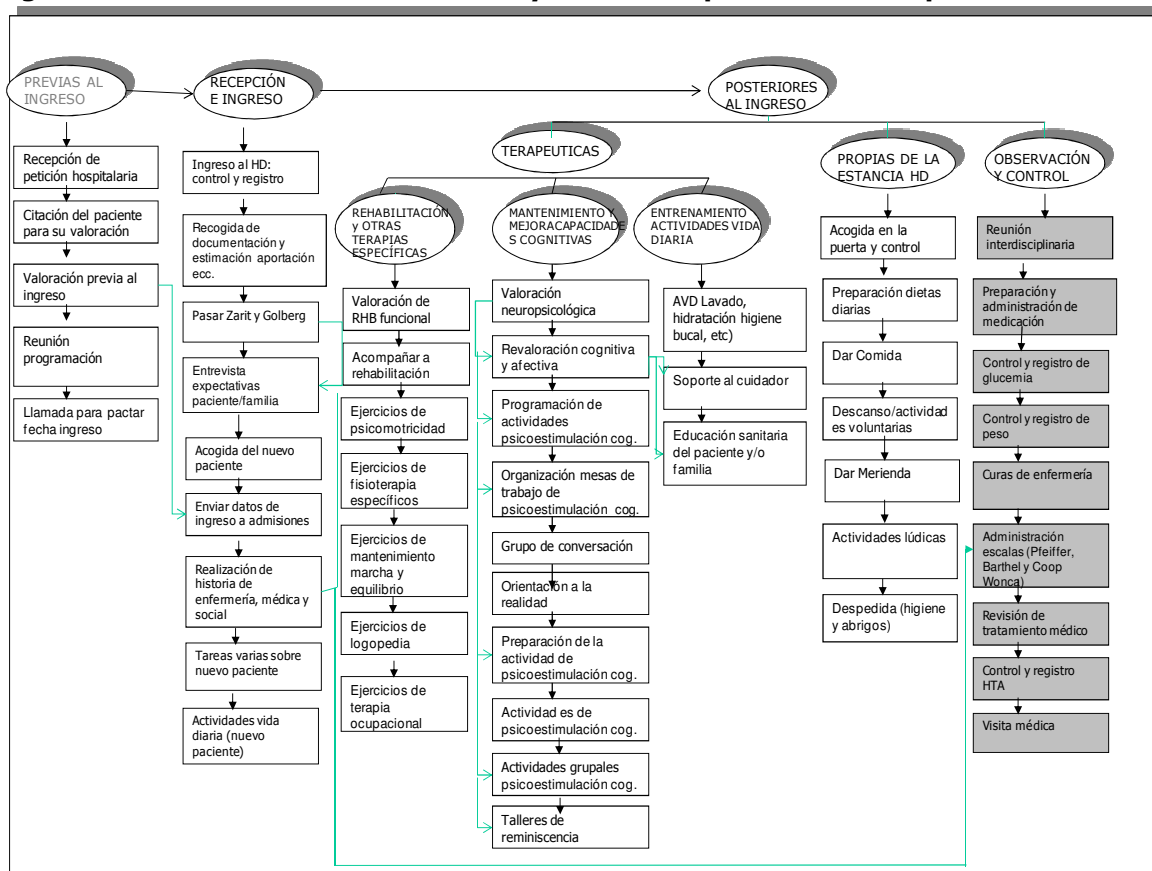 PREVIAS AL
INGRESO
RECEPCIÓN
E INGRESO
POSTERIORES
AL INGRESO
TERAPEUTICAS
PROPIAS DE LA
ESTANCIA HD
OBSERVACIÓN
Y CONTROL
REHABILITACIÓN
y OTRAS
TERAPIAS
ESPECÍFICAS
MANTENIMIENTO Y
MEJORACAPACIDADE
S COGNITIVAS
ENTRENAMIENTO
ACTIVIDADES VIDA
DIARIA
Recepción de
petición hospitalaria
Citación del paciente
para su valoración
Valoración previa al
ingreso
Reunión
programación
Llamada para pactar
fecha ingreso
Ingreso al HD:
control y registro
Recogida de
documentación y
estimación aportación
ecc.
Pasar Zarit y Golberg
Entrevista
expectativas
paciente/familia
Acogida del nuevo
paciente
Enviar datos de
ingreso a admisiones
Realización de
historia de
enfermería, médica y
social
Tareas varias sobre
nuevo paciente
Actividades vida
diaria (nuevo
paciente)
Valoración de
RHB funcional
Acompañar a
rehabilitación
Ejercicios de
psicomotricidad
Ejercicios de
fisioterapia
específicos
Ejercicios de
mantenimiento
marcha y
equilibrio
Ejercicios de
logopedia
Ejercicios de
terapia
ocupacional
Valoración
neuropsicológica
Revaloración cognitiva
y afectiva
Programación de
actividades
psicoestimulación cog.
Organización mesas de
trabajo de
psicoestimulación cog.
Grupo de conversación
Orientación a la
realidad
Preparación de la
actividad de
psicoestimulación cog.
Actividad es de
psicoestimulación cog.
Actividades grupales
psicoestimulación cog.
Talleres de
reminiscencia
AVD Lavado,
hidratación higiene
bucal, etc)
Soporte al cuidador
Educación sanitaria
del paciente y/o
familia
Acogida en la
puerta y control
Preparación dietas
diarias
Dar Comida
Descanso/actividad
es voluntarias
Dar Merienda
Actividades lúdicas
Despedida (higiene
y abrigos)
Reunión
interdisciplinaria
Preparación y
administración de
medicación
Control y registro de
glucemia
Control y registro de
peso
Curas de enfermería
Administración
escalas (Pfeiffer,
Barthel y Coop
Wonca)
Revisión de
tratamiento médico
Control y registro
HTA
Visita médica